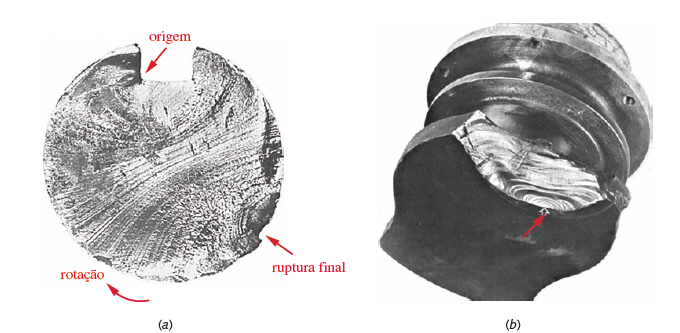 origem
rotação
ruptura final
(a)
(b)